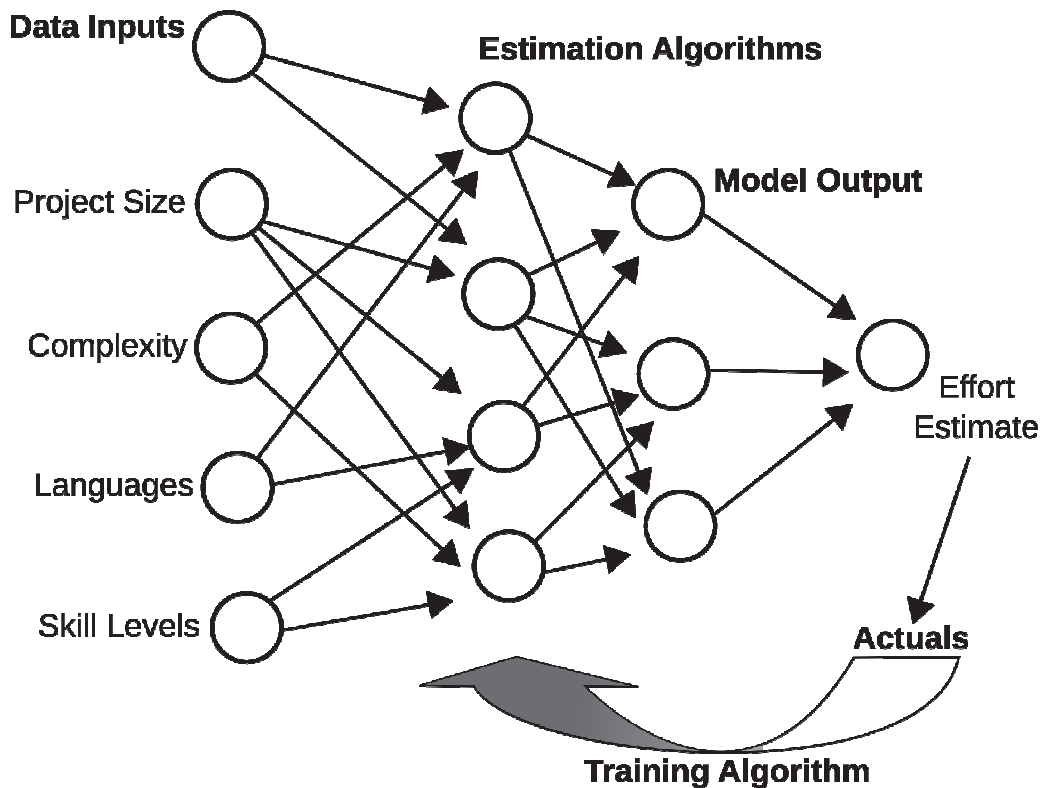 Data Inputs
Estimation Algorithms
Project Size
Model Output
Complexity
Effort
Estimate
Languages
Skill Levels
Actuals
Training Algorithm